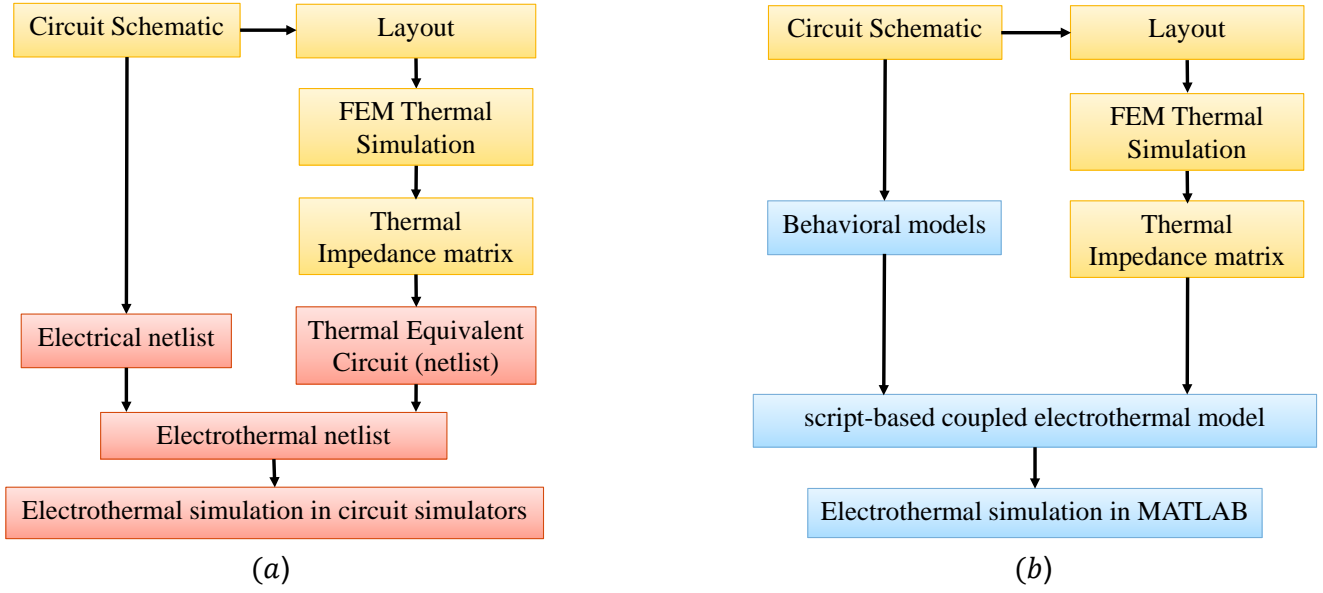 Circuit Schematic
Layout
FEM Thermal
Simulation
Thermal
Impedance matrix
Electrical netlist
Thermal Equivalent
Circuit (netlist)
Electrothermal netlist
Electrothermal simulation in circuit simulators
(a)
Circuit Schematic
Layout
FEM Thermal
Simulation
Behavioral models
Thermal
Impedance matrix
script-based coupled electrothermal model
Electrothermal simulation in MATLAB
(b)